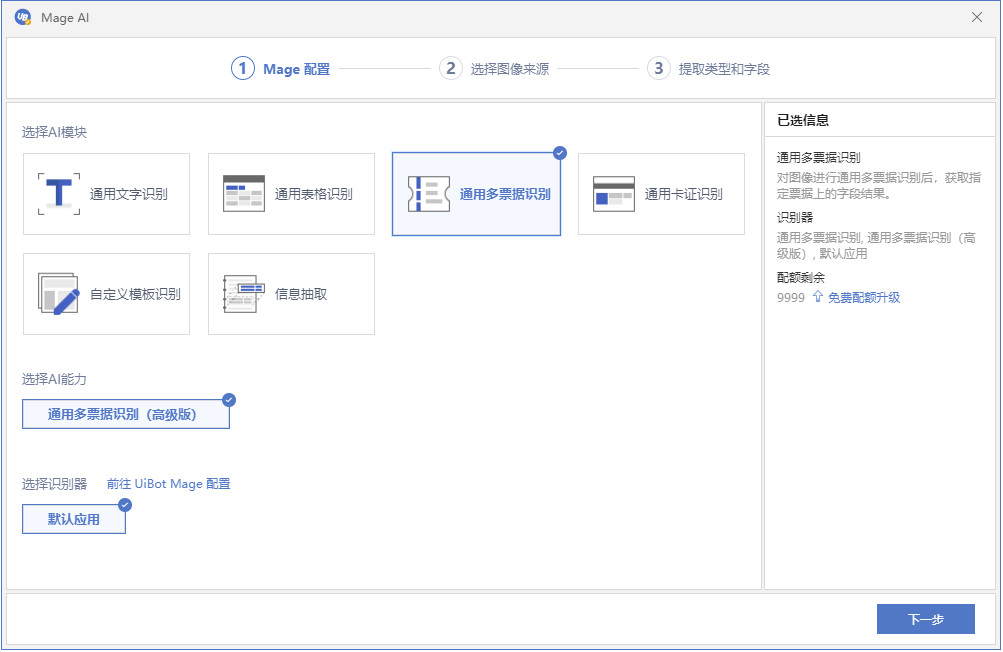 Mage AI
1 Mage 配置
2 选择图像来源
3 提取类型和字段
选择AI模块
通用文字识别
通用表格识别
通用多票据识别
通用卡证识别
自定义模板识别
信息抽取
选择AI能力
通用多票据识别（高级版）
选择识别器 前往 UiBot Mage 配置
默认应用
已选信息
通用多票据识别
对图像进行通用多票据识别后，获取指
定票据上的字段结果。
识别器
通用多票据识别, 通用多票据识别（高
级版）, 默认应用
配额剩余
9999 免费配额升级
下一步